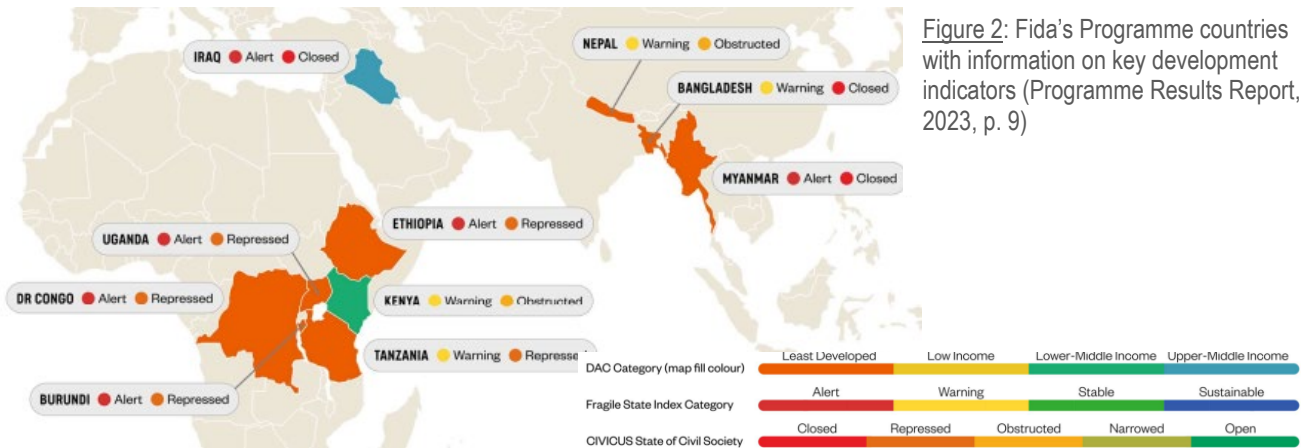 IRAQ Alert Closed
NEPAL Warning Obstructed
BANGLADESH Warning Closed
MYANMAR Alert Closed
ETHIOPIA Alert Repressed
UGANDA Alert Repressed
DR CONGO Alert Repressed
KENYA Warning Obstructed
TANZANIA Warning Repressed
BURUNDI Alert Repressed
Figure 2: Fida's Programme countries
with information on key development
indicators (Programme Results Report,
2023, p. 9)
DAC Category (map fill colour) Least Developed Low Income Lower-Middle Income Upper-Middle Income
Fragile State Index Category Alert Warning Stable Sustainable
CIVICUS State of Civil Society Closed Repressed Obstructed Narrowed Open